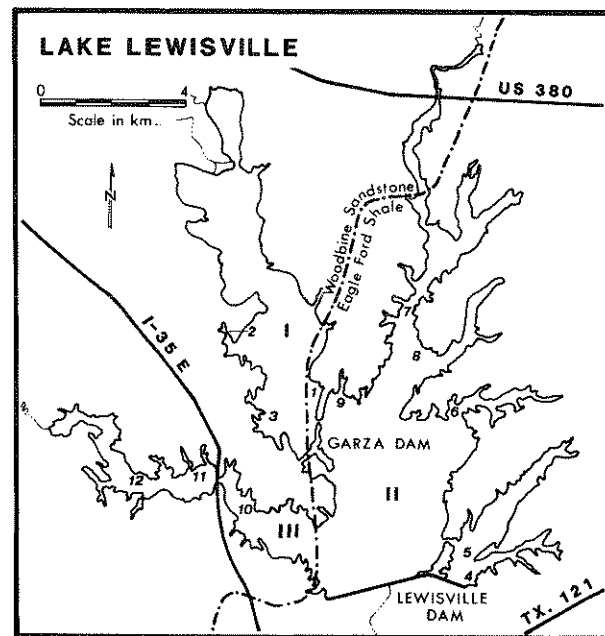 LAKE LEWISVILLE
0 4
Scale in km..
US 380
N
Woodbine Sandstone
Eagle Ford Shale
I-35 E
I
2
7
8
1
9
3
6
GARZA DAM
12
11
II
10
III
5
4
LEWISVILLE
DAM
TX. 121